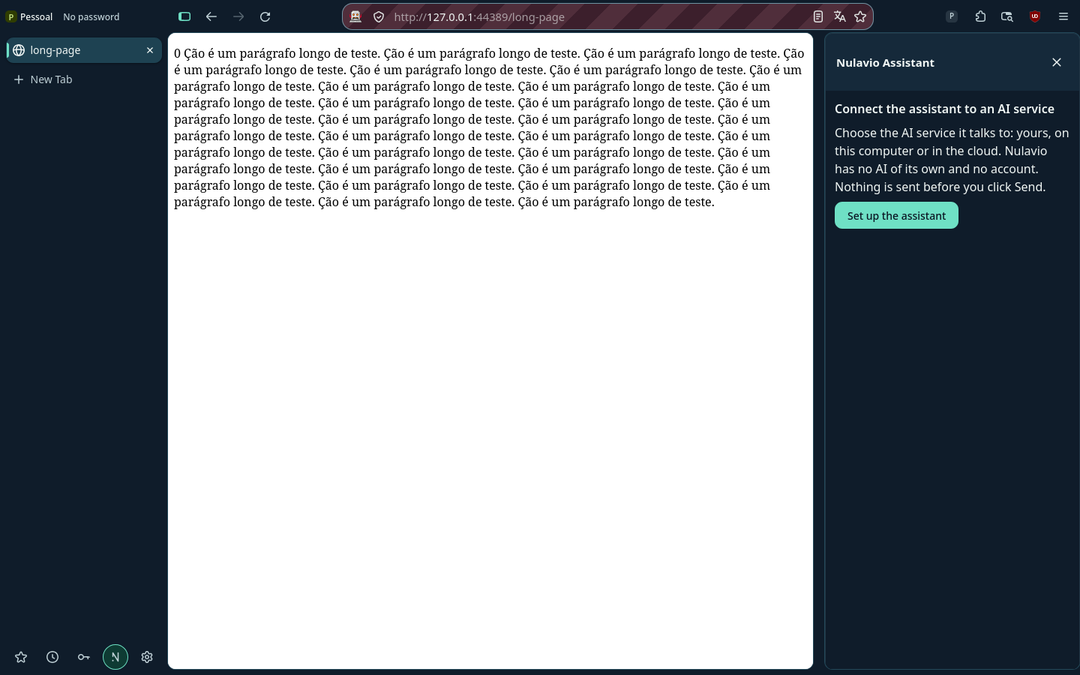 Pessoal
No password
http://127.0.0.1:44389/long-page
long-page
New Tab
0 Ção é um parágrafo longo de teste. Ção é um parágrafo longo de teste. Ção é um parágrafo longo de teste. Ção
é um parágrafo longo de teste. Ção é um parágrafo longo de teste. Ção é um parágrafo longo de teste. Ção é um
parágrafo longo de teste. Ção é um parágrafo longo de teste. Ção é um parágrafo longo de teste. Ção é um
parágrafo longo de teste. Ção é um parágrafo longo de teste. Ção é um parágrafo longo de teste. Ção é um
parágrafo longo de teste. Ção é um parágrafo longo de teste. Ção é um parágrafo longo de teste. Ção é um
parágrafo longo de teste. Ção é um parágrafo longo de teste. Ção é um parágrafo longo de teste. Ção é um
parágrafo longo de teste. Ção é um parágrafo longo de teste. Ção é um parágrafo longo de teste. Ção é um
parágrafo longo de teste. Ção é um parágrafo longo de teste. Ção é um parágrafo longo de teste. Ção é um
parágrafo longo de teste. Ção é um parágrafo longo de teste. Ção é um parágrafo longo de teste. Ção é um
parágrafo longo de teste. Ção é um parágrafo longo de teste. Ção é um parágrafo longo de teste.
Nulavio Assistant
Connect the assistant to an AI service
Choose the AI service it talks to: yours, on
this computer or in the cloud. Nulavio
has no AI of its own and no account.
Nothing is sent before you click Send.
Set up the assistant